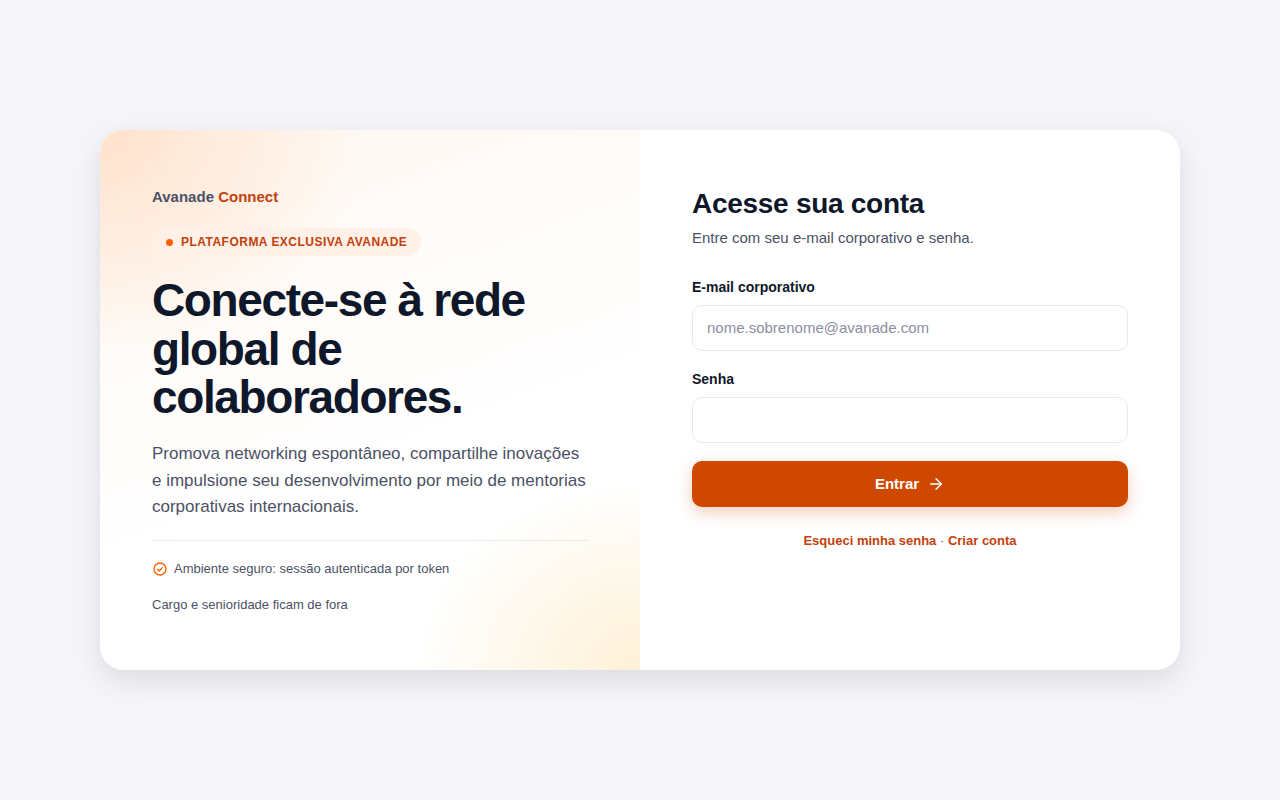 Avanade Connect
PLATAFORMA EXCLUSIVA AVANADE
Conecte-se à rede
global de
colaboradores.
Promova networking espontâneo, compartilhe inovações
e impulsione seu desenvolvimento por meio de mentorias
corporativas internacionais.
Ambiente seguro: sessão autenticada por token
Cargo e senioridade ficam de fora
Acesse sua conta
Entre com seu e-mail corporativo e senha.
E-mail corporativo
nome.sobrenome@avanade.com
Senha
Entrar
Esqueci minha senha · Criar conta